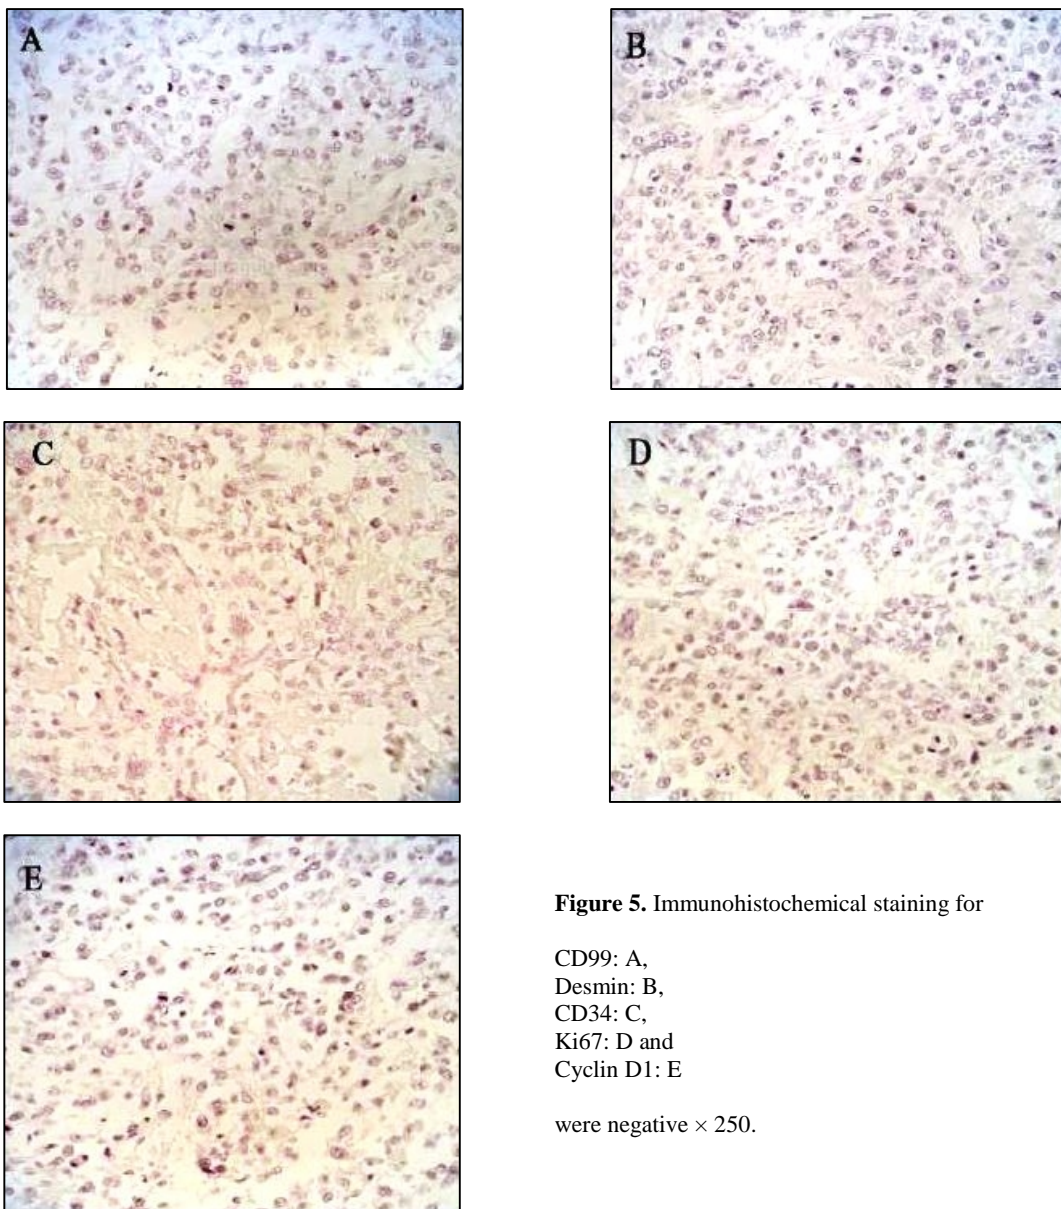 A
B
C
D
E
Figure 5. Immunohistochemical staining for
CD99: A,
Desmin: B,
CD34: C,
Ki67: D and
Cyclin D1: E
were negative × 250.